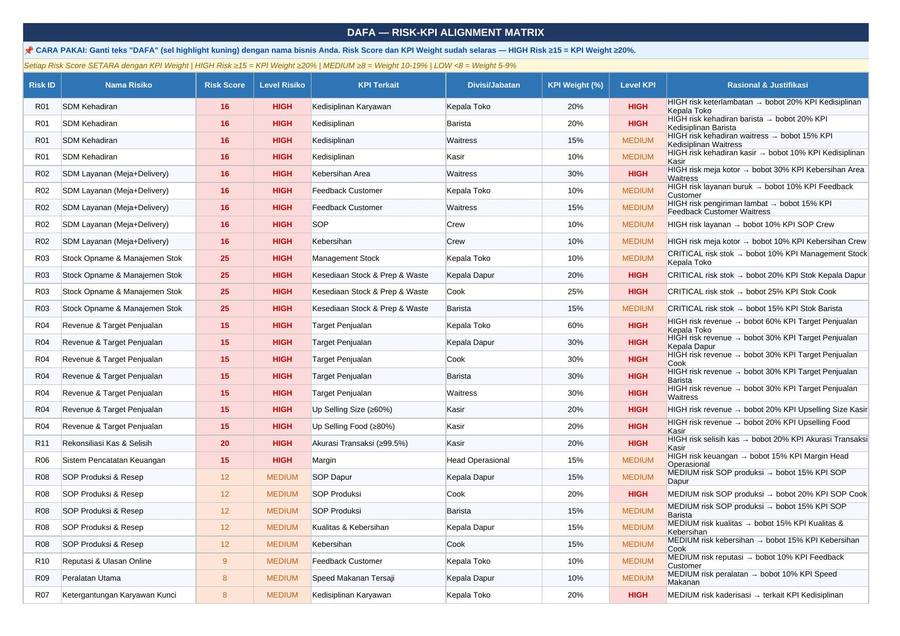 DAFA — RISK-KPI ALIGNMENT MATRIX
📌 CARA PAKAI: Ganti teks "DAFA" (sel highlight kuning) dengan nama bisnis Anda. Risk Score dan KPI Weight sudah selaras — HIGH Risk ≥15 = KPI Weight ≥20%.
Setiap Risk Score SETARA dengan KPI Weight | HIGH Risk ≥15 = KPI Weight ≥20% | MEDIUM ≥8 = Weight 10-19% | LOW <8 = Weight 5-9%
Risk ID Nama Risiko Risk Score Level Risiko KPI Terkait Divisi/Jabatan KPI Weight (%) Level KPI Rasional & Justifikasi
R01 SDM Kehadiran 16 HIGH Kedisiplinan Karyawan Kepala Toko 20% HIGH HIGH risk keterlambatan → bobot 20% KPI Kedisiplinan
Kepala Toko
R01 SDM Kehadiran 16 HIGH Kedisiplinan Barista 20% HIGH HIGH risk kehadiran barista → bobot 20% KPI
Kedisiplinan Barista
R01 SDM Kehadiran 16 HIGH Kedisiplinan Waitress 15% MEDIUM HIGH risk kehadiran waitress → bobot 15% KPI
Kedisiplinan Waitress
R01 SDM Kehadiran 16 HIGH Kedisiplinan Kasir 10% MEDIUM HIGH risk kehadiran kasir → bobot 10% KPI Kedisiplinan
Kasir
R02 SDM Layanan (Meja+Delivery) 16 HIGH Kebersihan Area Waitress 30% HIGH HIGH risk meja kotor → bobot 30% KPI Kebersihan Area
Waitress
R02 SDM Layanan (Meja+Delivery) 16 HIGH Feedback Customer Kepala Toko 10% MEDIUM HIGH risk layanan buruk → bobot 10% KPI Feedback
Customer
R02 SDM Layanan (Meja+Delivery) 16 HIGH Feedback Customer Waitress 15% MEDIUM HIGH risk pengiriman lambat → bobot 15% KPI
Feedback Customer Waitress
R02 SDM Layanan (Meja+Delivery) 16 HIGH SOP Crew 10% MEDIUM HIGH risk layanan → bobot 10% KPI SOP Crew
R02 SDM Layanan (Meja+Delivery) 16 HIGH Kebersihan Crew 10% MEDIUM HIGH risk meja kotor → bobot 10% KPI Kebersihan Crew
R03 Stock Opname & Manajemen Stok 25 HIGH Management Stock Kepala Toko 10% MEDIUM CRITICAL risk stok → bobot 10% KPI Management Stock
Kepala Toko
R03 Stock Opname & Manajemen Stok 25 HIGH Kesediaan Stock & Prep & Waste Kepala Dapur 20% HIGH CRITICAL risk stok → bobot 20% KPI Stok Kepala Dapur
R03 Stock Opname & Manajemen Stok 25 HIGH Kesediaan Stock & Prep & Waste Cook 25% HIGH CRITICAL risk stok → bobot 25% KPI Stok Cook
R03 Stock Opname & Manajemen Stok 25 HIGH Kesediaan Stock & Prep & Waste Barista 15% MEDIUM CRITICAL risk stok → bobot 15% KPI Stok Barista
R04 Revenue & Target Penjualan 15 HIGH Target Penjualan Kepala Toko 60% HIGH HIGH risk revenue → bobot 60% KPI Target Penjualan
Kepala Toko
R04 Revenue & Target Penjualan 15 HIGH Target Penjualan Kepala Dapur 30% HIGH HIGH risk revenue → bobot 30% KPI Target Penjualan
Kepala Dapur
R04 Revenue & Target Penjualan 15 HIGH Target Penjualan Cook 30% HIGH HIGH risk revenue → bobot 30% KPI Target Penjualan
Cook
R04 Revenue & Target Penjualan 15 HIGH Target Penjualan Barista 30% HIGH HIGH risk revenue → bobot 30% KPI Target Penjualan
Barista
R04 Revenue & Target Penjualan 15 HIGH Target Penjualan Waitress 30% HIGH HIGH risk revenue → bobot 30% KPI Target Penjualan
Waitress
R04 Revenue & Target Penjualan 15 HIGH Up Selling Size (≥60%) Kasir 20% HIGH HIGH risk revenue → bobot 20% KPI Upselling Size Kasir
R04 Revenue & Target Penjualan 15 HIGH Up Selling Food (≥80%) Kasir 20% HIGH HIGH risk revenue → bobot 20% KPI Upselling Food
Kasir
R11 Rekonsiliasi Kas & Selisih 20 HIGH Akurasi Transaksi (≥99.5%) Kasir 20% HIGH HIGH risk selisih kas → bobot 20% KPI Akurasi Transaksi
Kasir
R06 Sistem Pencatatan Keuangan 15 HIGH Margin Head Operasional 15% MEDIUM HIGH risk keuangan → bobot 15% KPI Margin Head
Operasional
R08 SOP Produksi & Resep 12 MEDIUM SOP Dapur Kepala Dapur 15% MEDIUM MEDIUM risk SOP produksi → bobot 15% KPI SOP
Dapur
R08 SOP Produksi & Resep 12 MEDIUM SOP Produksi Cook 20% HIGH MEDIUM risk SOP produksi → bobot 20% KPI SOP Cook
R08 SOP Produksi & Resep 12 MEDIUM SOP Produksi Barista 15% MEDIUM MEDIUM risk SOP produksi → bobot 15% KPI SOP
Barista
R08 SOP Produksi & Resep 12 MEDIUM Kualitas & Kebersihan Kepala Dapur 15% MEDIUM MEDIUM risk kualitas → bobot 15% KPI Kualitas &
Kebersihan
R08 SOP Produksi & Resep 12 MEDIUM Kebersihan Cook 15% MEDIUM MEDIUM risk kebersihan → bobot 15% KPI Kebersihan
Cook
R10 Reputasi & Ulasan Online 9 MEDIUM Feedback Customer Kepala Toko 10% MEDIUM MEDIUM risk reputasi → bobot 10% KPI Feedback
Customer
R09 Peralatan Utama 8 MEDIUM Speed Makanan Tersaji Kepala Dapur 10% MEDIUM MEDIUM risk peralatan → bobot 10% KPI Speed
Makanan
R07 Ketergantungan Karyawan Kunci 8 MEDIUM Kedisiplinan Karyawan Kepala Toko 20% HIGH MEDIUM risk kaderisasi → terkait KPI Kedisiplinan